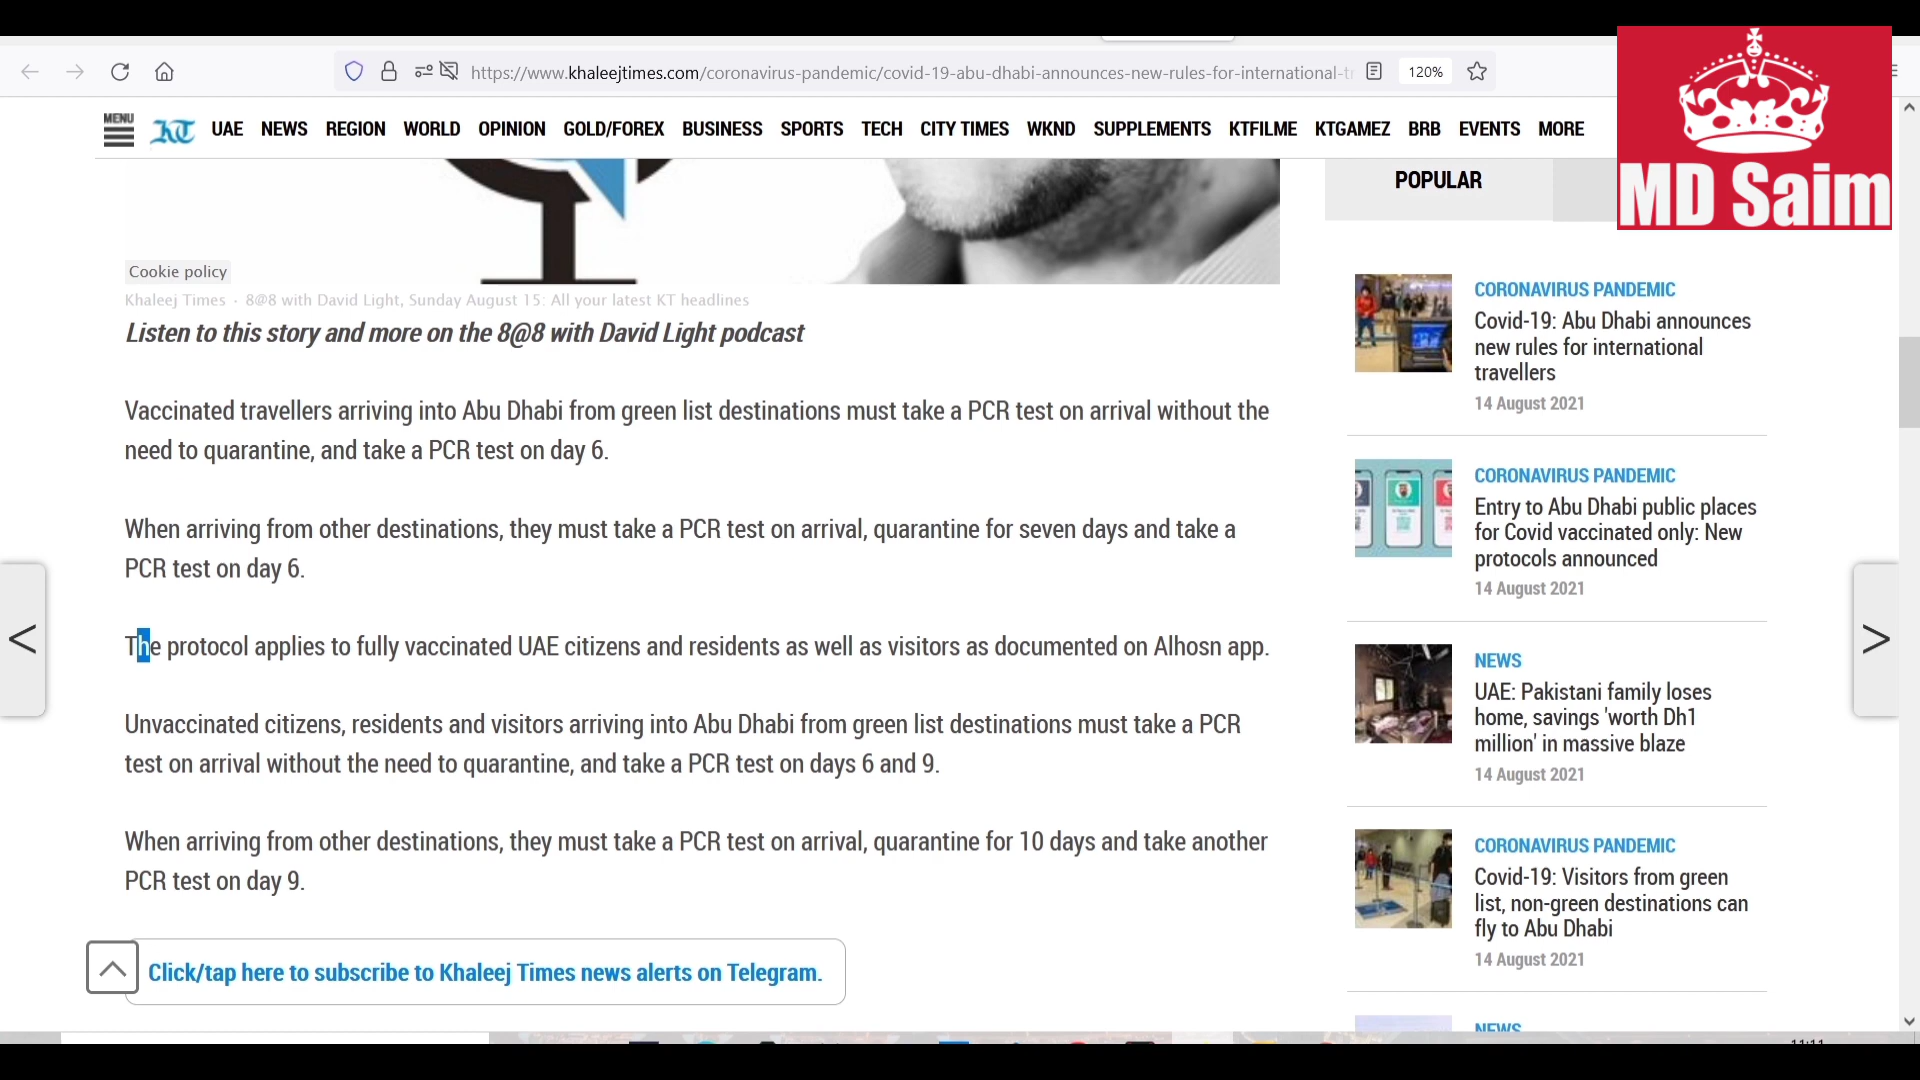 https://www.khaleejtimes.com/coronavirus-pandemic/covid-19-abu-dhabi-announces-new-rules-for-international-tr
120%
MD Saim
MENU
KT
UAE NEWS REGION WORLD OPINION GOLD/FOREX BUSINESS SPORTS TECH CITY TIMES WKND SUPPLEMENTS KTFILME KTGAMEZ BRB EVENTS MORE
Cookie policy
Khaleej Times · 8@8 with David Light, Sunday August 15: All your latest KT headlines
Listen to this story and more on the 8@8 with David Light podcast
Vaccinated travellers arriving into Abu Dhabi from green list destinations must take a PCR test on arrival without the
need to quarantine, and take a PCR test on day 6.
When arriving from other destinations, they must take a PCR test on arrival, quarantine for seven days and take a
PCR test on day 6.
The protocol applies to fully vaccinated UAE citizens and residents as well as visitors as documented on Alhosn app.
Unvaccinated citizens, residents and visitors arriving into Abu Dhabi from green list destinations must take a PCR
test on arrival without the need to quarantine, and take a PCR test on days 6 and 9.
When arriving from other destinations, they must take a PCR test on arrival, quarantine for 10 days and take another
PCR test on day 9.
Click/tap here to subscribe to Khaleej Times news alerts on Telegram.
POPULAR
CORONAVIRUS PANDEMIC
Covid-19: Abu Dhabi announces
new rules for international
travellers
14 August 2021
CORONAVIRUS PANDEMIC
Entry to Abu Dhabi public places
for Covid vaccinated only: New
protocols announced
14 August 2021
NEWS
UAE: Pakistani family loses
home, savings 'worth Dh1
million' in massive blaze
14 August 2021
CORONAVIRUS PANDEMIC
Covid-19: Visitors from green
list, non-green destinations can
fly to Abu Dhabi
14 August 2021
NEWS
11:11